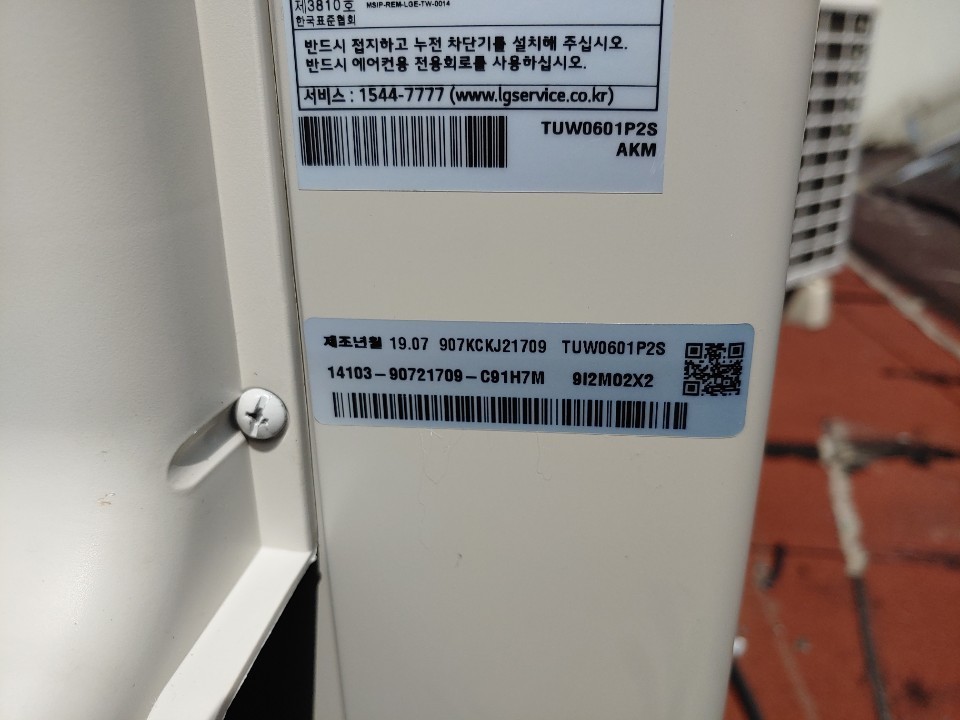 제3810호
MSIP-REM-LGE-TW-0014
한국표준협회
반드시 접지하고 누전 차단기를 설치해 주십시오.
반드시 에어컨용 전용회로를 사용하십시오.
서비스 : 1544-7777 (www.lgservice.co.kr)
TUW0601P2S
AKM
제조년월 19.07 907KCKJ21709 TUW0601P2S
14103-90721709-C91H7M 9I2M02X2